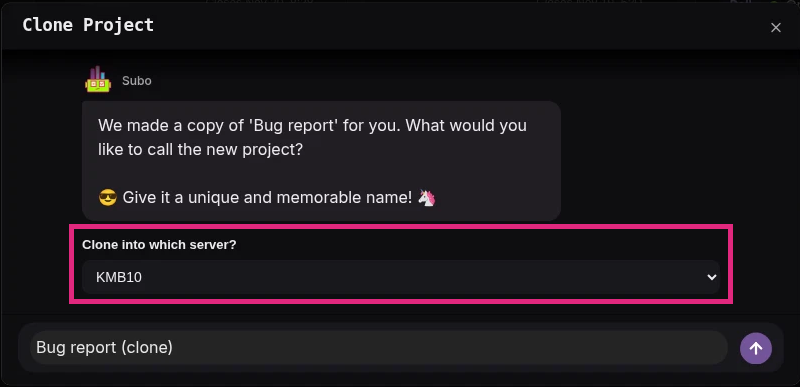 Clone Project
Subo
We made a copy of 'Bug report' for you. What would you
like to call the new project?
😎 Give it a unique and memorable name! 🦄
Clone into which server?
KMB10
Bug report (clone)